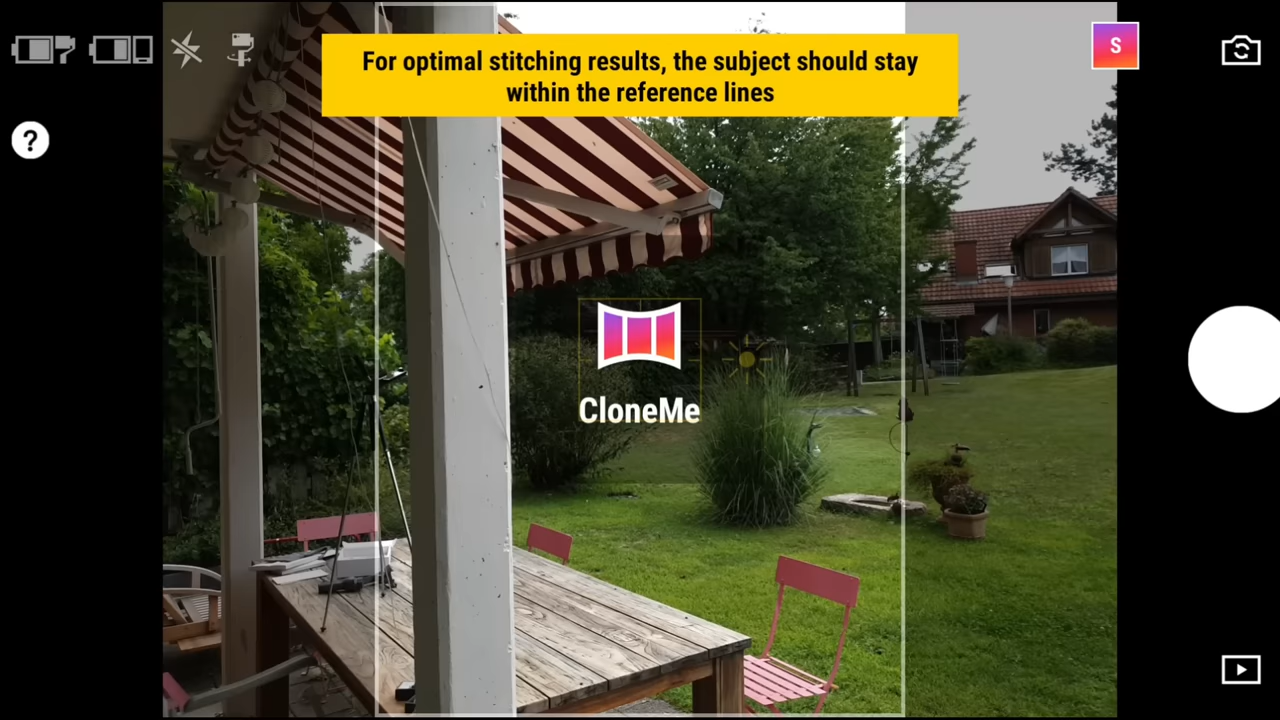 For optimal stitching results, the subject should stay
within the reference lines
S
?
CloneMe